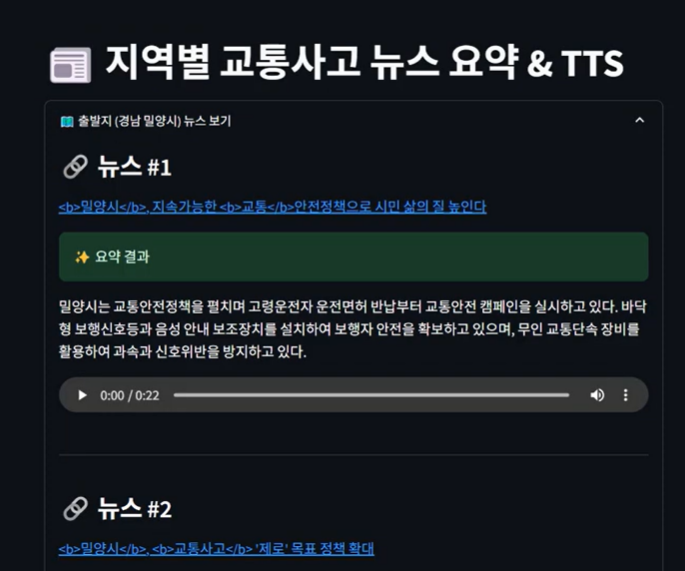 지역별 교통사고 뉴스 요약 & TTS
출발지 (경남 밀양시) 뉴스 보기
뉴스 #1
<b>밀양시</b>, 지속가능한 <b>교통</b>안전정책으로 시민 삶의 질 높인다
요약 결과
밀양시는 교통안전정책을 펼치며 고령운전자 운전면허 반납부터 교통안전 캠페인을 실시하고 있다. 바닥
형 보행신호등과 음성 안내 보조장치를 설치하여 보행자 안전을 확보하고 있으며, 무인 교통단속 장비를
활용하여 과속과 신호위반을 방지하고 있다.
0:00 / 0:22
뉴스 #2
<b>밀양시</b>, <b>교통사고</b> '제로' 목표 정책 확대